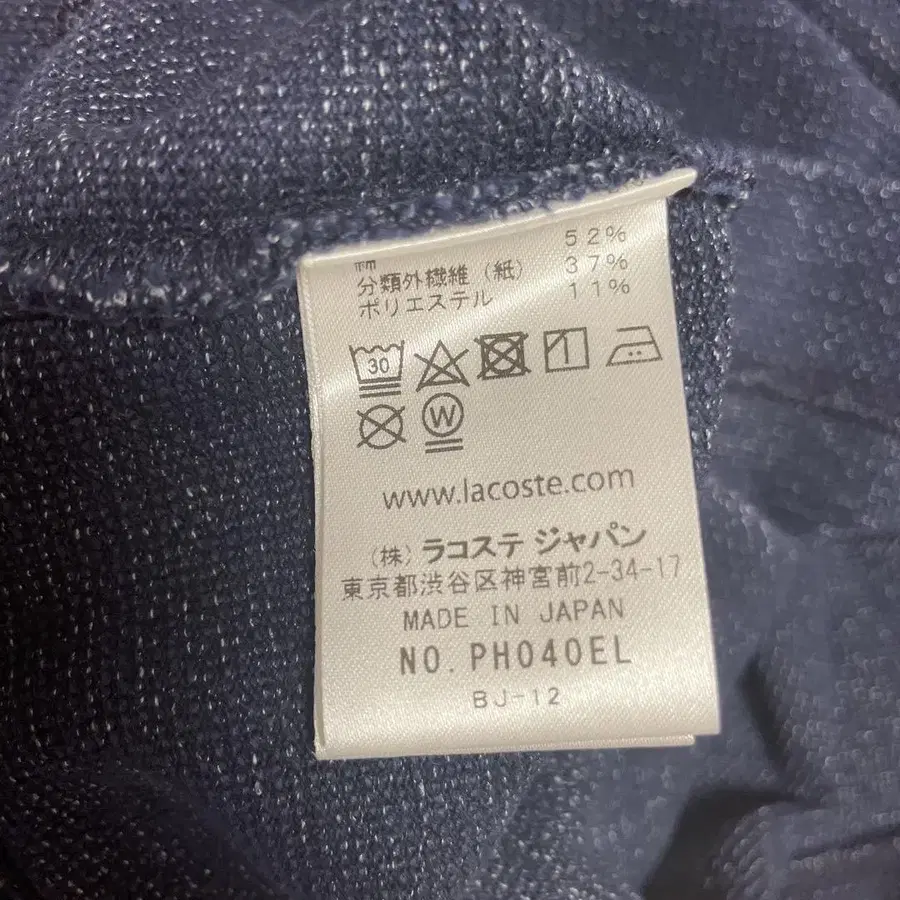 52%
分類外繊維（紙） 37%
ポリエステル 11%
30
W
www.lacoste.com
（株）ラコステ ジャパン
東京都渋谷区神宮前2-34-17
MADE IN JAPAN
NO. PH040EL
BJ-12